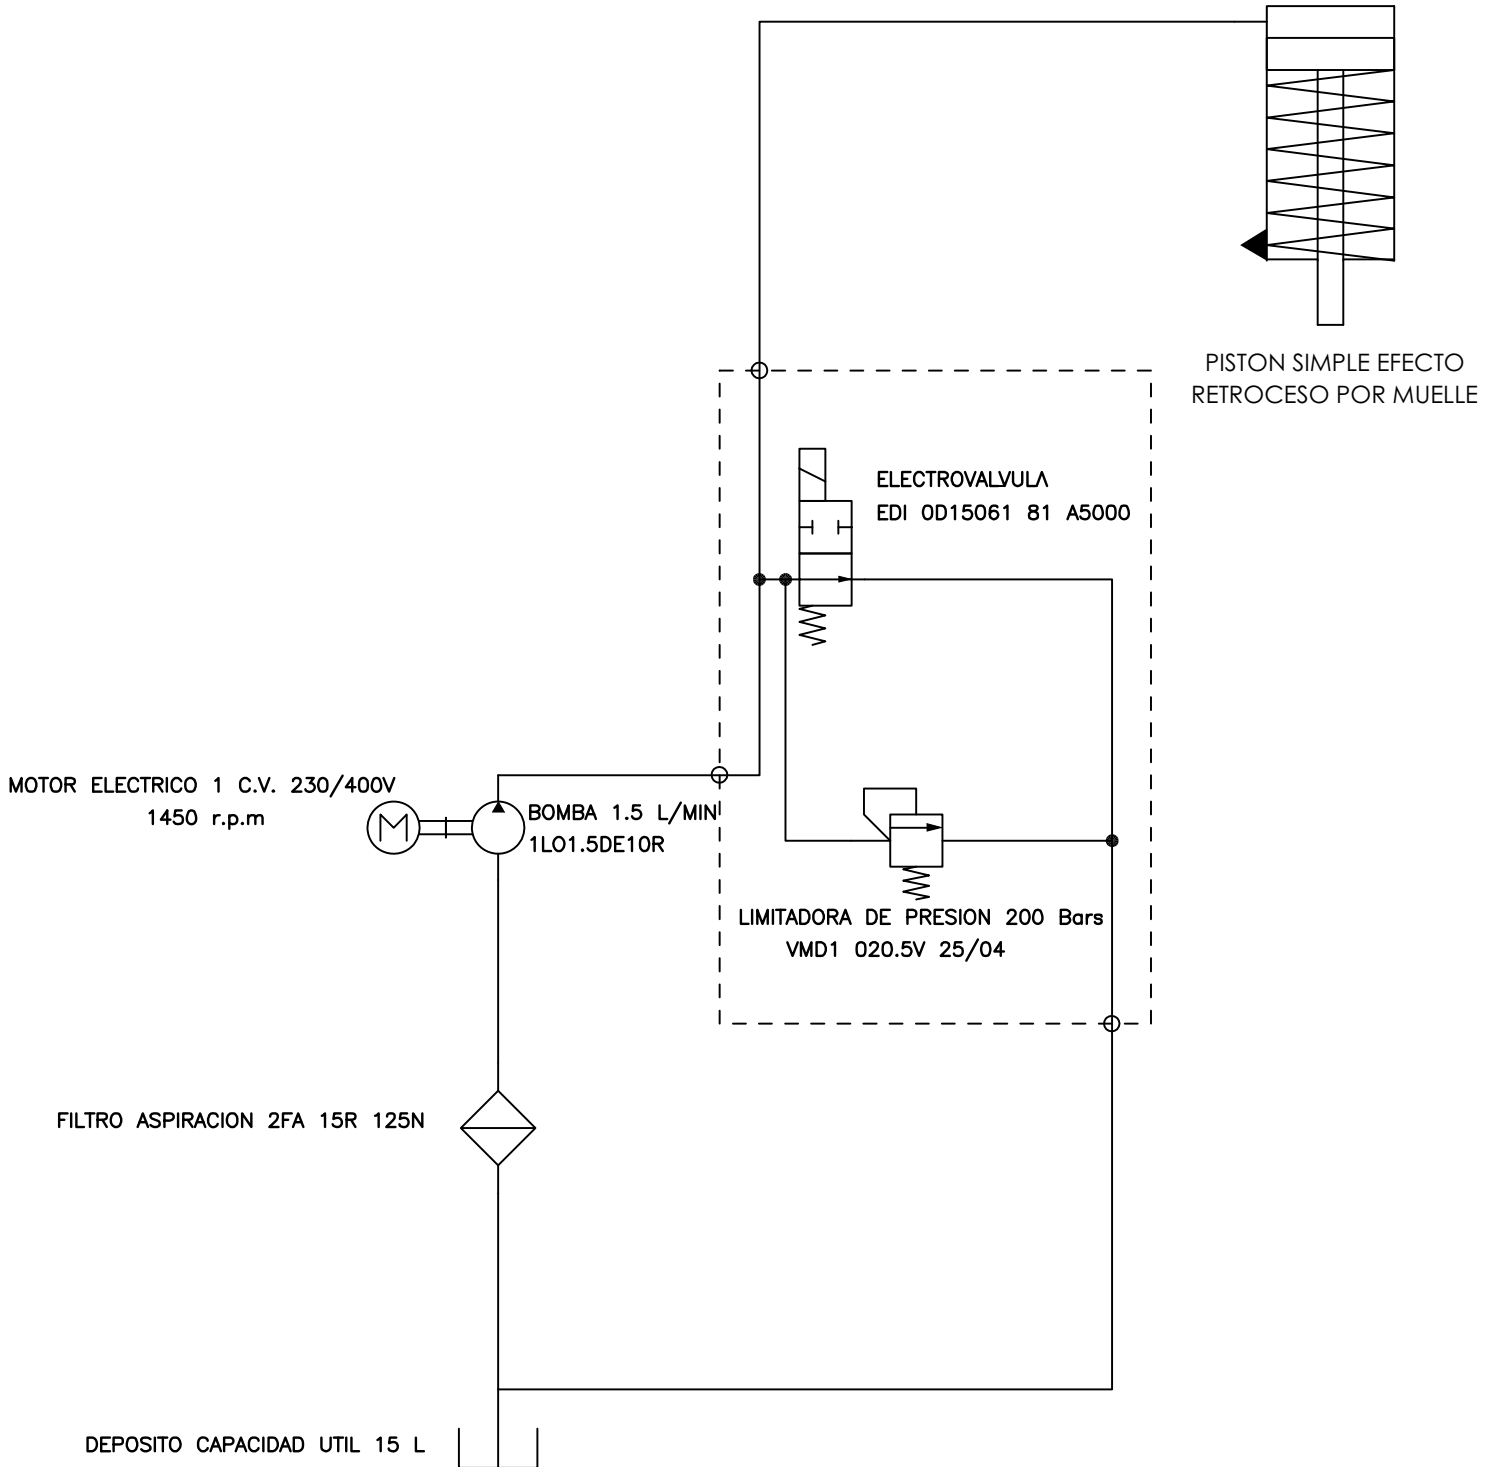 PISTON SIMPLE EFECTO
RETROCESO POR MUELLE
ELECTROVALVULA
EDI 0D15061 81 A5000
MOTOR ELECTRICO 1 C.V. 230/400V
1450 r.p.m
M
BOMBA 1.5 L/MIN
1LO1.5DE10R
LIMITADORA DE PRESION 200 Bars
VMD1 020.5V 25/04
FILTRO ASPIRACION 2FA 15R 125N
DEPOSITO CAPACIDAD UTIL 15 L